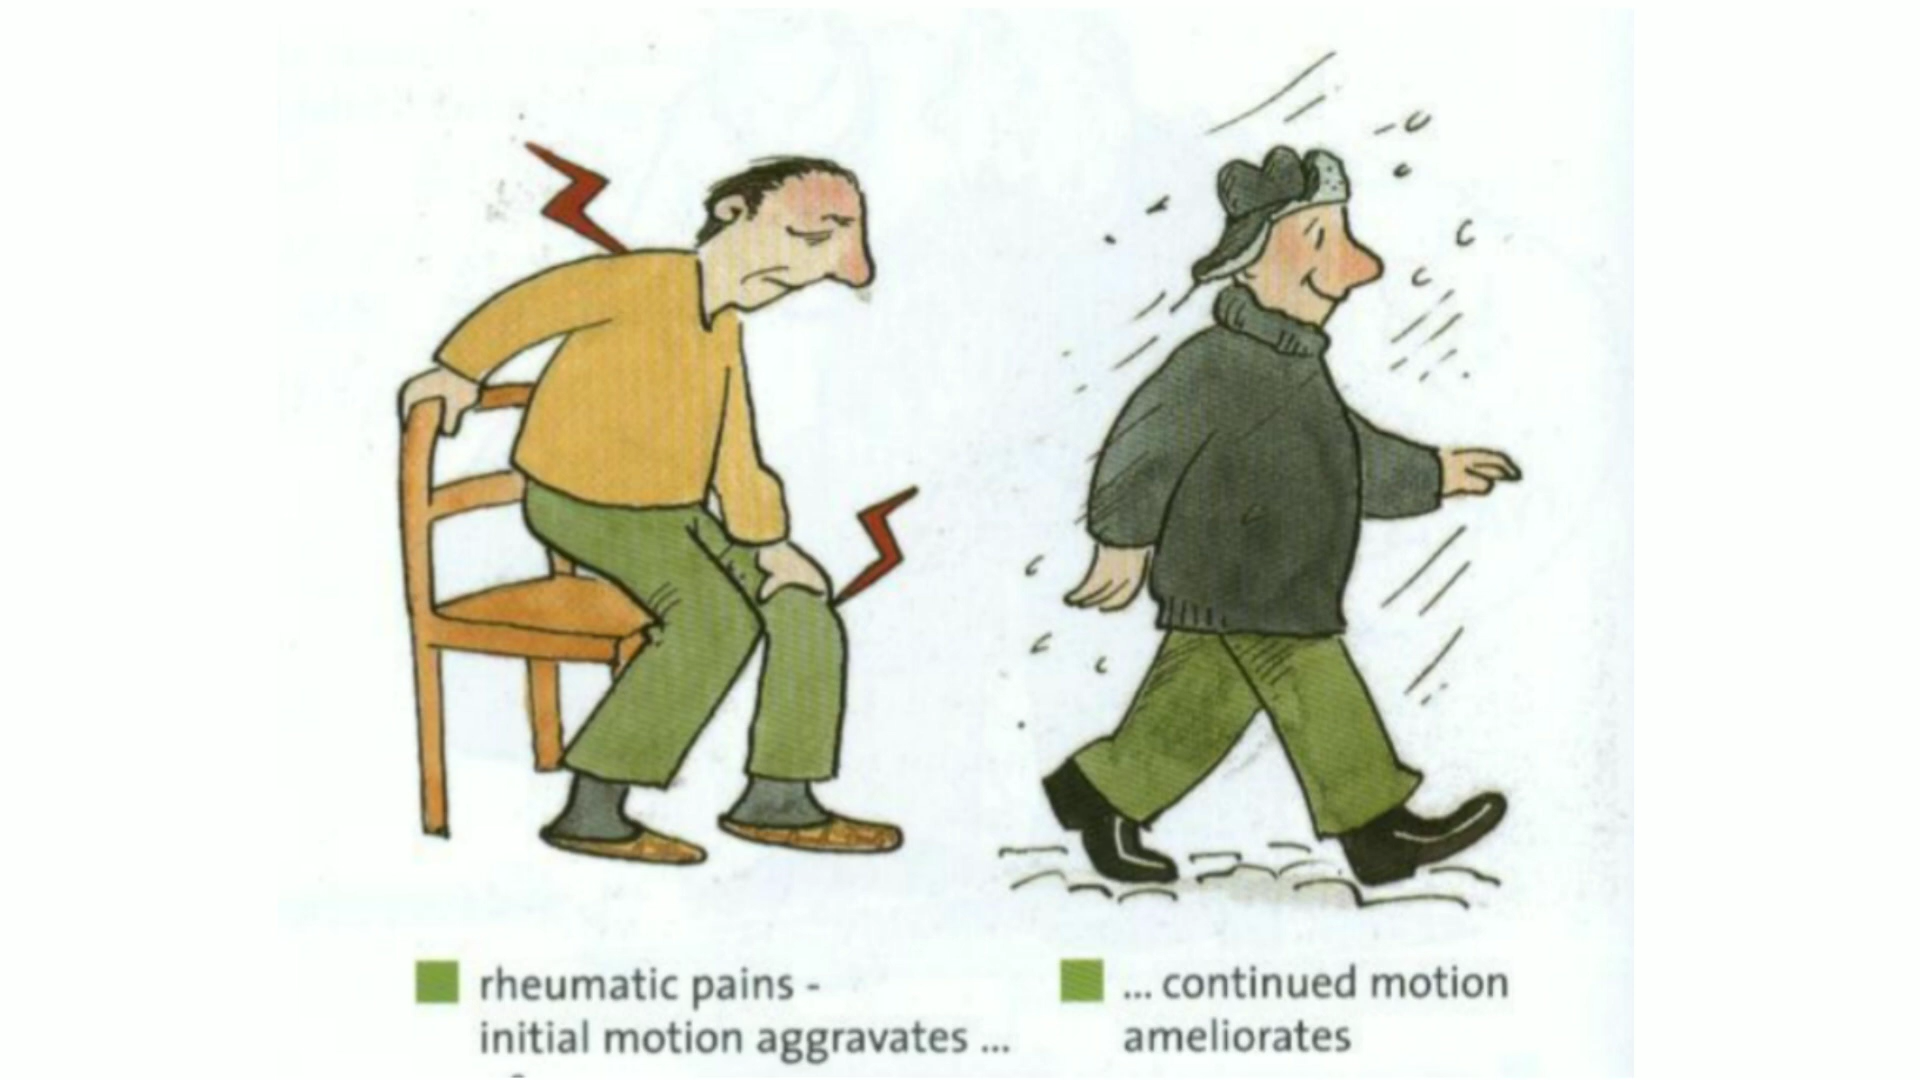 rheumatic pains -
initial motion aggravates ...
... continued motion
ameliorates